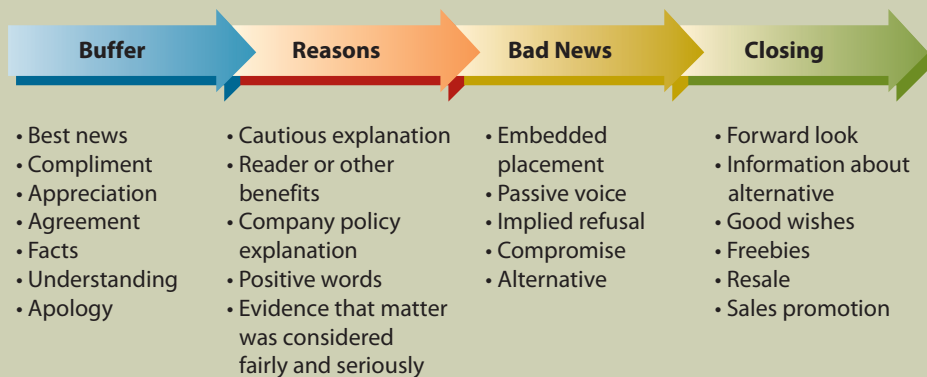 Buffer
Reasons
Bad News
Closing
• Best news
• Compliment
• Appreciation
• Agreement
• Facts
• Understanding
• Apology
• Cautious explanation
• Reader or other
benefits
• Company policy
explanation
• Positive words
• Evidence that matter
was considered
fairly and seriously
• Embedded
placement
• Passive voice
• Implied refusal
• Compromise
• Alternative
• Forward look
• Information about
alternative
• Good wishes
• Freebies
• Resale
• Sales promotion